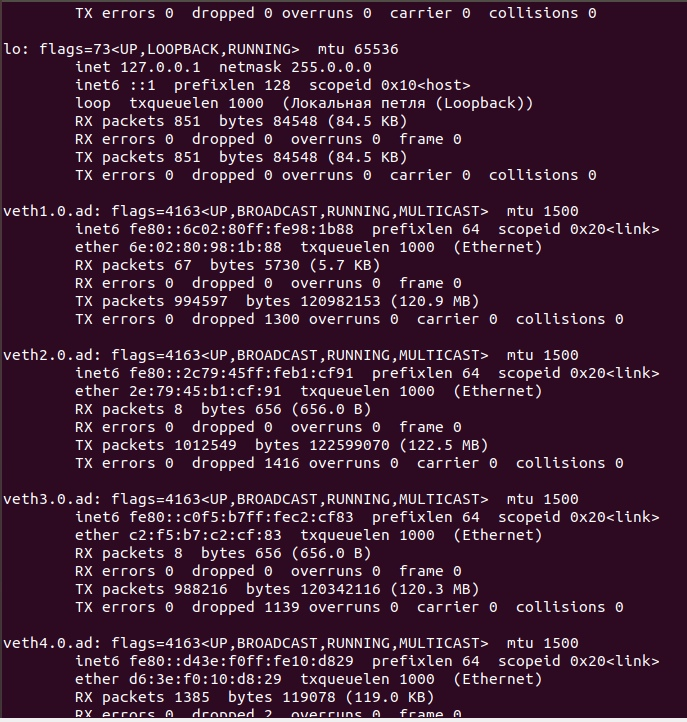 TX errors 0  dropped 0 overruns 0  carrier 0  collisions 0
lo: flags=73<UP,LOOPBACK,RUNNING>  mtu 65536
inet 127.0.0.1  netmask 255.0.0.0
inet6 ::1  prefixlen 128  scopeid 0x10<host>
loop  txqueuelen 1000  (Локальная петля (Loopback))
RX packets 851  bytes 84548 (84.5 KB)
RX errors 0  dropped 0  overruns 0  frame 0
TX packets 851  bytes 84548 (84.5 KB)
TX errors 0  dropped 0 overruns 0  carrier 0  collisions 0
veth1.0.ad: flags=4163<UP,BROADCAST,RUNNING,MULTICAST>  mtu 1500
inet6 fe80::6c02:80ff:fe98:1b88  prefixlen 64  scopeid 0x20<link>
ether 6e:02:80:98:1b:88  txqueuelen 1000  (Ethernet)
RX packets 67  bytes 5730 (5.7 KB)
RX errors 0  dropped 0  overruns 0  frame 0
TX packets 994597  bytes 120982153 (120.9 MB)
TX errors 0  dropped 1300 overruns 0  carrier 0  collisions 0
veth2.0.ad: flags=4163<UP,BROADCAST,RUNNING,MULTICAST>  mtu 1500
inet6 fe80::2c79:45ff:feb1:cf91  prefixlen 64  scopeid 0x20<link>
ether 2e:79:45:b1:cf:91  txqueuelen 1000  (Ethernet)
RX packets 8  bytes 656 (656.0 B)
RX errors 0  dropped 0  overruns 0  frame 0
TX packets 1012549  bytes 122599070 (122.5 MB)
TX errors 0  dropped 1416 overruns 0  carrier 0  collisions 0
veth3.0.ad: flags=4163<UP,BROADCAST,RUNNING,MULTICAST>  mtu 1500
inet6 fe80::c0f5:b7ff:fec2:cf83  prefixlen 64  scopeid 0x20<link>
ether c2:f5:b7:c2:cf:83  txqueuelen 1000  (Ethernet)
RX packets 8  bytes 656 (656.0 B)
RX errors 0  dropped 0  overruns 0  frame 0
TX packets 988216  bytes 120342116 (120.3 MB)
TX errors 0  dropped 1139 overruns 0  carrier 0  collisions 0
veth4.0.ad: flags=4163<UP,BROADCAST,RUNNING,MULTICAST>  mtu 1500
inet6 fe80::d43e:f0ff:fe10:d829  prefixlen 64  scopeid 0x20<link>
ether d6:3e:f0:10:d8:29  txqueuelen 1000  (Ethernet)
RX packets 1385  bytes 119078 (119.0 KB)
RX errors 0  dropped 2  overruns 0  frame 0